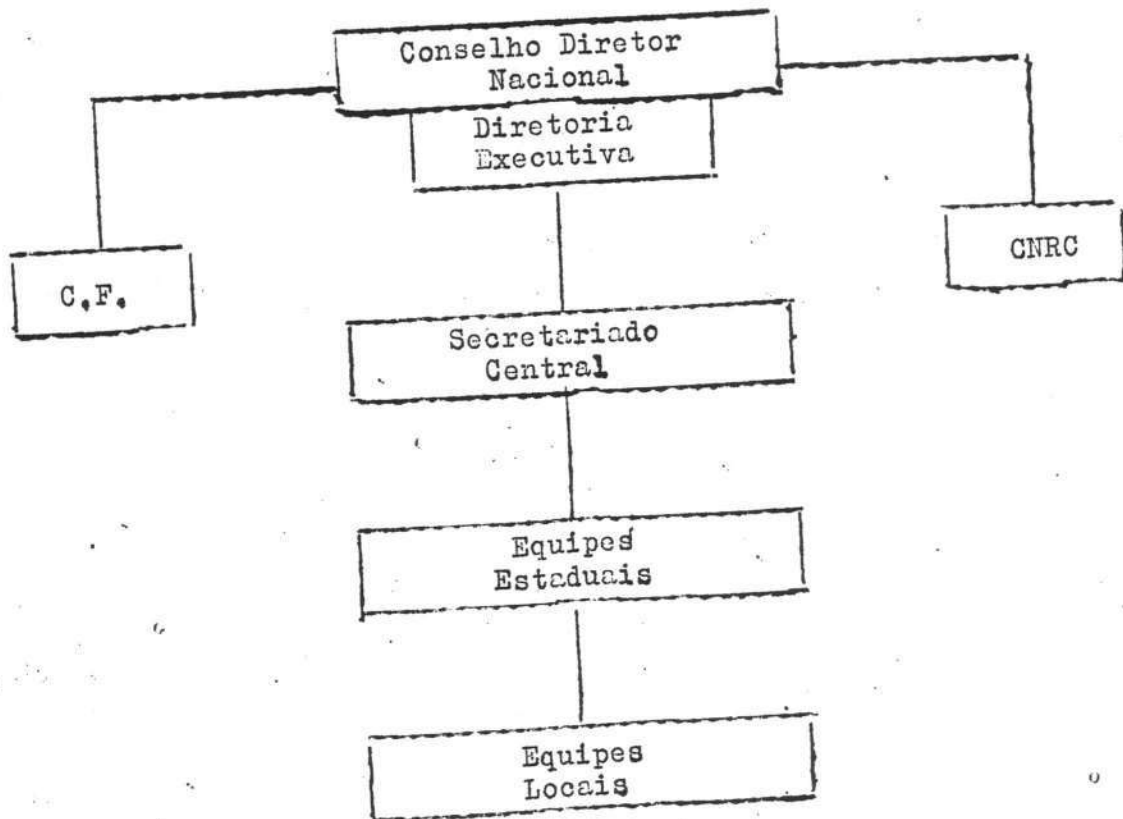 Conselho Diretor
Nacional
Diretoria
Executiva
C.F.
CNRC
Secretariado
Central
Equipes
Estaduais
Equipes
Locais